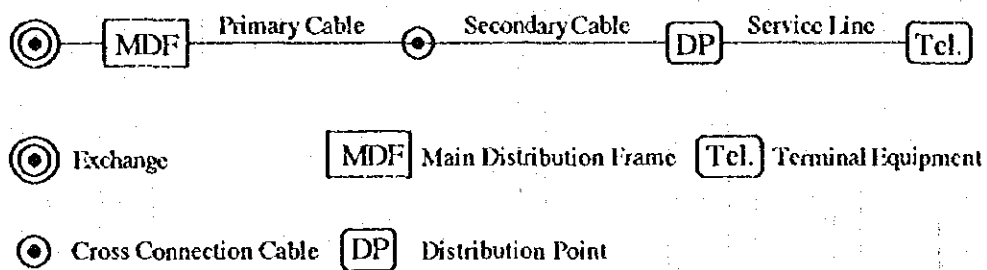 Primary Cable Secondary Cable Service Line
MDF DP Tel.
Exchange MDF Main Distribution Frame Tel. Terminal Equipment
Cross Connection Cable DP Distribution Point